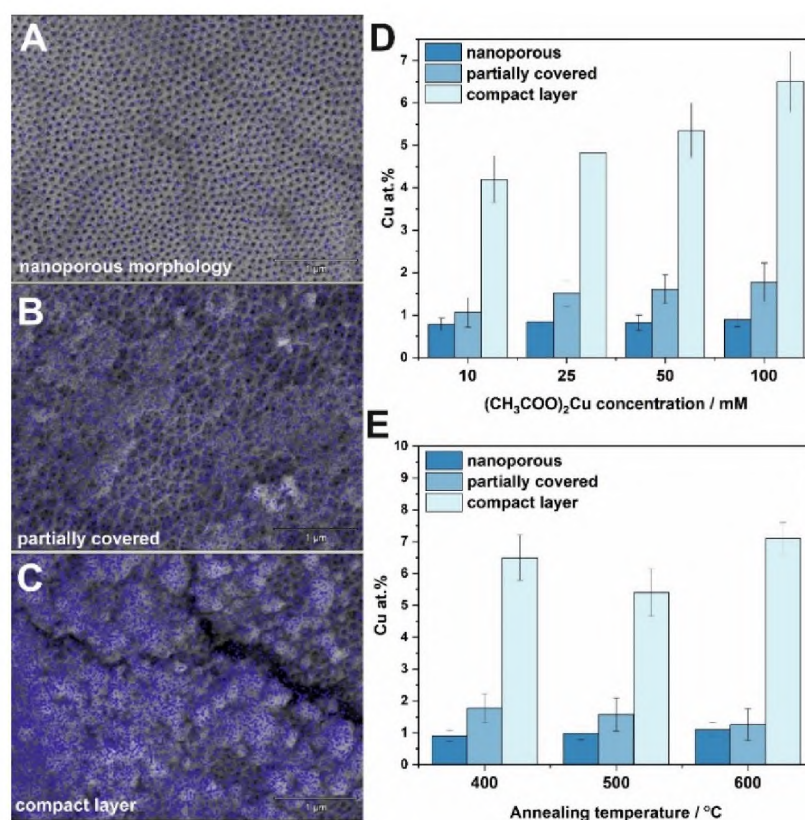 A
1 µm
nanoporous morphology
B
1 µm
partially covered
C
1 µm
compact layer
D
nanoporous
partially covered
compact layer
7
6
5
4
3
2
1
0
Cu at.%
10 25 50 100
(CH₃COO)₂Cu concentration / mM
E
nanoporous
partially covered
compact layer
10
9
8
7
6
5
4
3
2
1
0
Cu at.%
400 500 600
Annealing temperature / °C